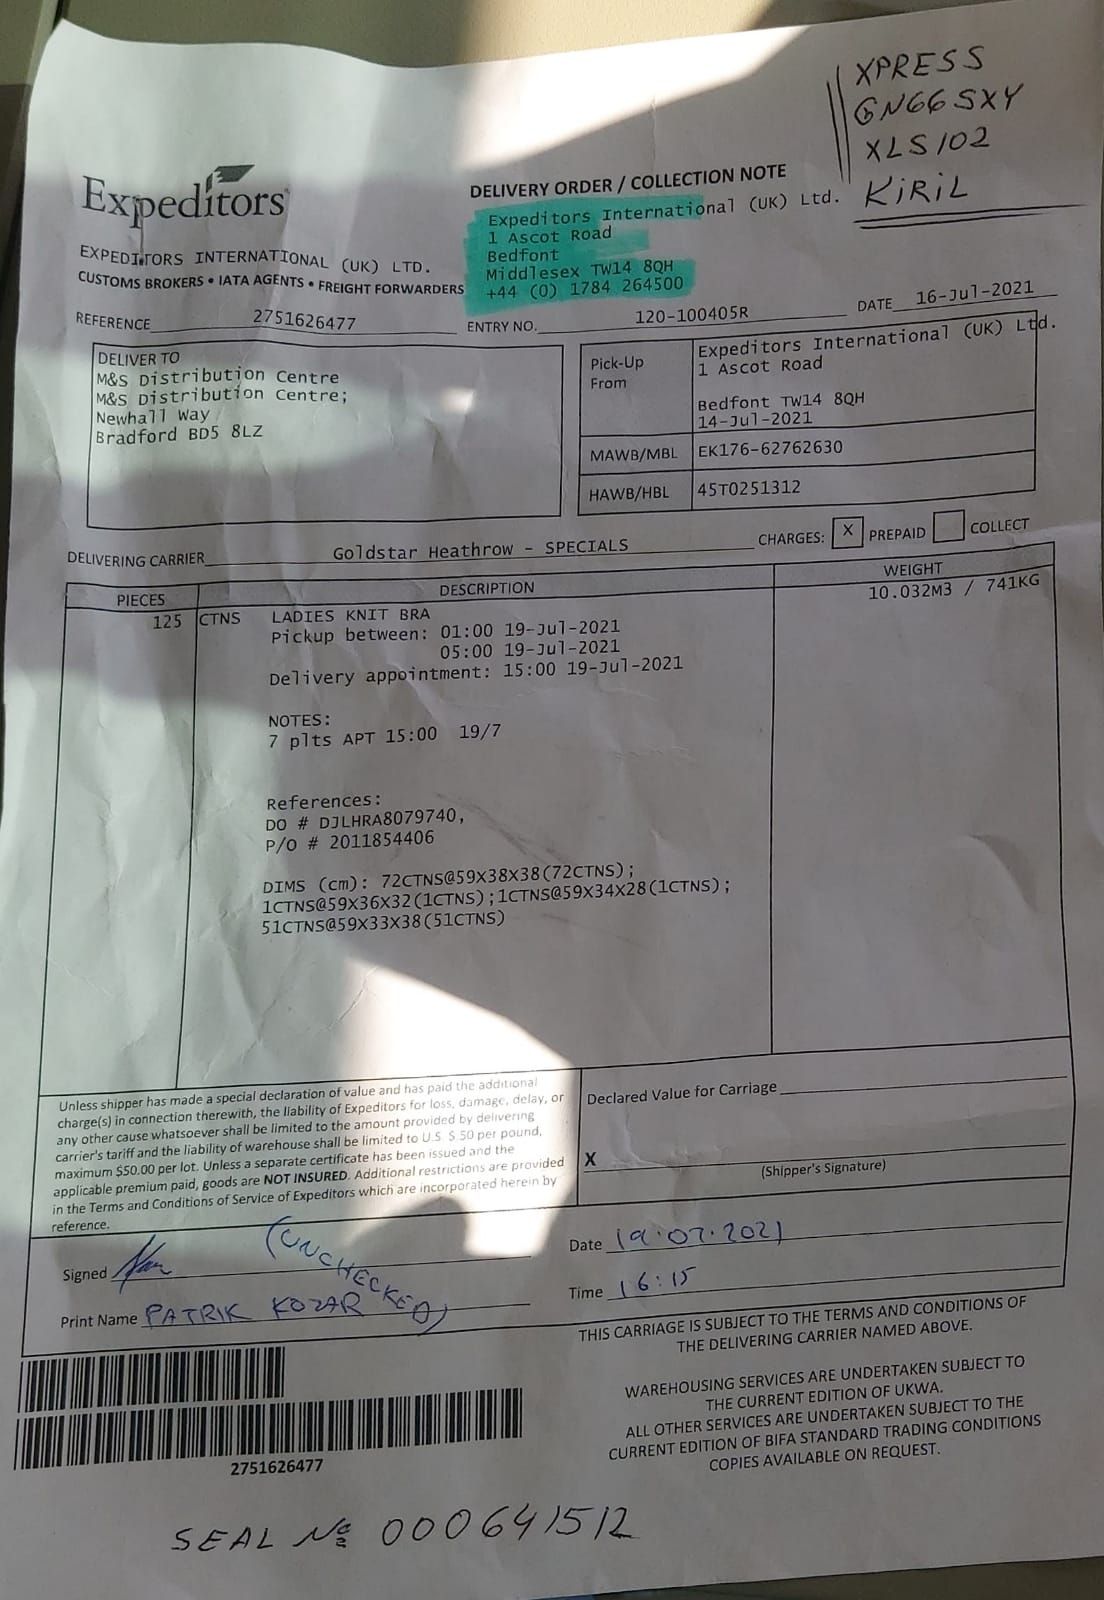 XPRESS
GN66SXY
XLS102
KIRIL
Expeditors
EXPEDITORS INTERNATIONAL (UK) LTD.
CUSTOMS BROKERS • IATA AGENTS • FREIGHT FORWARDERS
DELIVERY ORDER / COLLECTION NOTE
Expeditors International (UK) Ltd.
1 Ascot Road
Bedfont
Middlesex TW14 8QH
+44 (0) 1784 264500
REFERENCE 2751626477 ENTRY NO. 120-100405R DATE 16-Jul-2021
DELIVER TO
M&S Distribution Centre
M&S Distribution Centre;
Newhall Way
Bradford BD5 8LZ
Pick-Up From
Expeditors International (UK) Ltd.
1 Ascot Road
Bedfont TW14 8QH
14-Jul-2021
MAWB/MBL EK176-62762630
HAWB/HBL 45T0251312
DELIVERING CARRIER Goldstar Heathrow - SPECIALS CHARGES: X PREPAID COLLECT
PIECES DESCRIPTION WEIGHT
125 CTNS LADIES KNIT BRA 10.032M3 / 741KG
Pickup between: 01:00 19-Jul-2021
05:00 19-Jul-2021
Delivery appointment: 15:00 19-Jul-2021
NOTES:
7 plts APT 15:00 19/7
References:
DO # DJLHRA8079740,
P/O # 2011854406
DIMS (cm): 72CTNS@59X38X38(72CTNS);
1CTNS@59X36X32(1CTNS);1CTNS@59X34X28(1CTNS);
51CTNS@59X33X38(51CTNS)
Unless shipper has made a special declaration of value and has paid the additional
charge(s) in connection therewith, the liability of Expeditors for loss, damage, delay, or
any other cause whatsoever shall be limited to the amount provided by delivering
carrier's tariff and the liability of warehouse shall be limited to U.S. $.50 per pound,
maximum $50.00 per lot. Unless a separate certificate has been issued and the
applicable premium paid, goods are NOT INSURED. Additional restrictions are provided
in the Terms and Conditions of Service of Expeditors which are incorporated herein by
reference.
Declared Value for Carriage
X
(Shipper's Signature)
Signed
(UNCHECKED)
Print Name PATRIK KOZAR
Date 19.07.2021
Time 16:15
THIS CARRIAGE IS SUBJECT TO THE TERMS AND CONDITIONS OF
THE DELIVERING CARRIER NAMED ABOVE.
WAREHOUSING SERVICES ARE UNDERTAKEN SUBJECT TO
THE CURRENT EDITION OF UKWA.
ALL OTHER SERVICES ARE UNDERTAKEN SUBJECT TO THE
CURRENT EDITION OF BIFA STANDARD TRADING CONDITIONS
COPIES AVAILABLE ON REQUEST.
2751626477
SEAL № 000641512